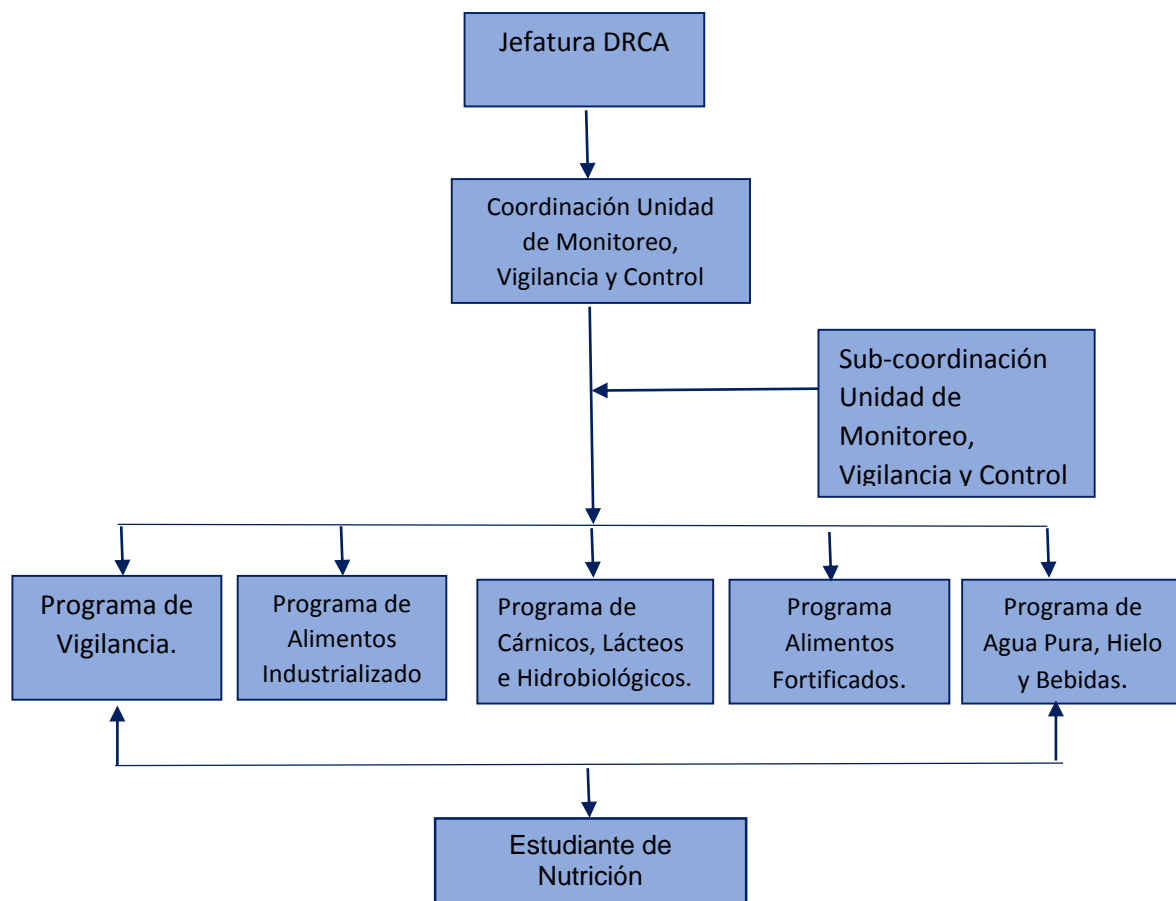 Jefatura DRCA
Coordinación Unidad
de Monitoreo,
Vigilancia y Control
Sub-coordinación
Unidad de
Monitoreo,
Vigilancia y Control
Programa de
Vigilancia.
Programa de
Alimentos
Industrializado
Programa de
Cárnicos, Lácteos
e Hidrobiológicos.
Programa
Alimentos
Fortificados.
Programa de
Agua Pura, Hielo
y Bebidas.
Estudiante de
Nutrición